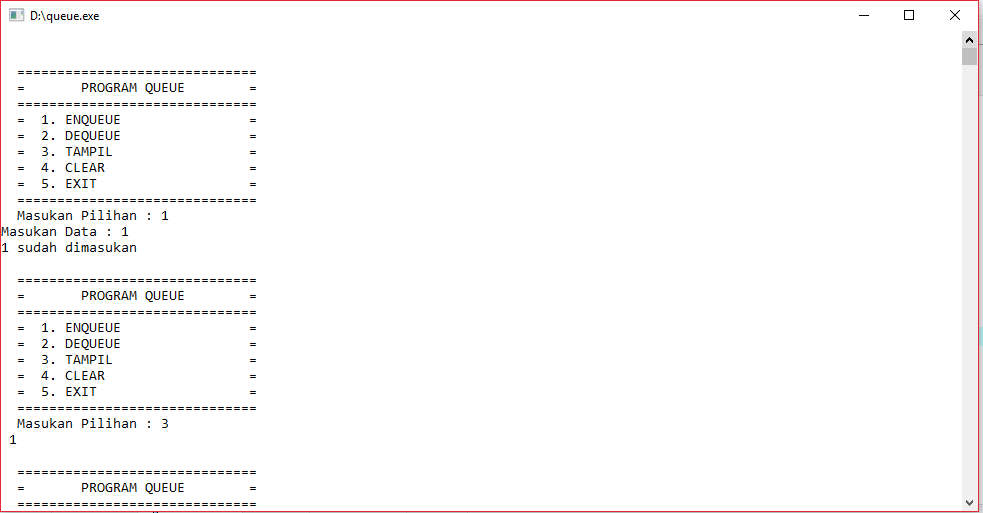 D:\queue.exe
==============================
=       PROGRAM QUEUE        =
==============================
=  1. ENQUEUE                =
=  2. DEQUEUE                =
=  3. TAMPIL                 =
=  4. CLEAR                  =
=  5. EXIT                   =
==============================
Masukan Pilihan : 1
Masukan Data : 1
1 sudah dimasukan
==============================
=       PROGRAM QUEUE        =
==============================
=  1. ENQUEUE                =
=  2. DEQUEUE                =
=  3. TAMPIL                 =
=  4. CLEAR                  =
=  5. EXIT                   =
==============================
Masukan Pilihan : 3
1
==============================
=       PROGRAM QUEUE        =
==============================